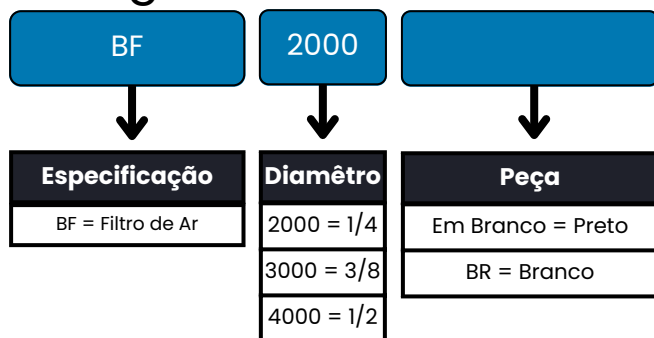 BF
2000
Especificação
BF = Filtro de Ar
Diamêtro
2000 = 1/4
3000 = 3/8
4000 = 1/2
Peça
Em Branco = Preto
BR = Branco